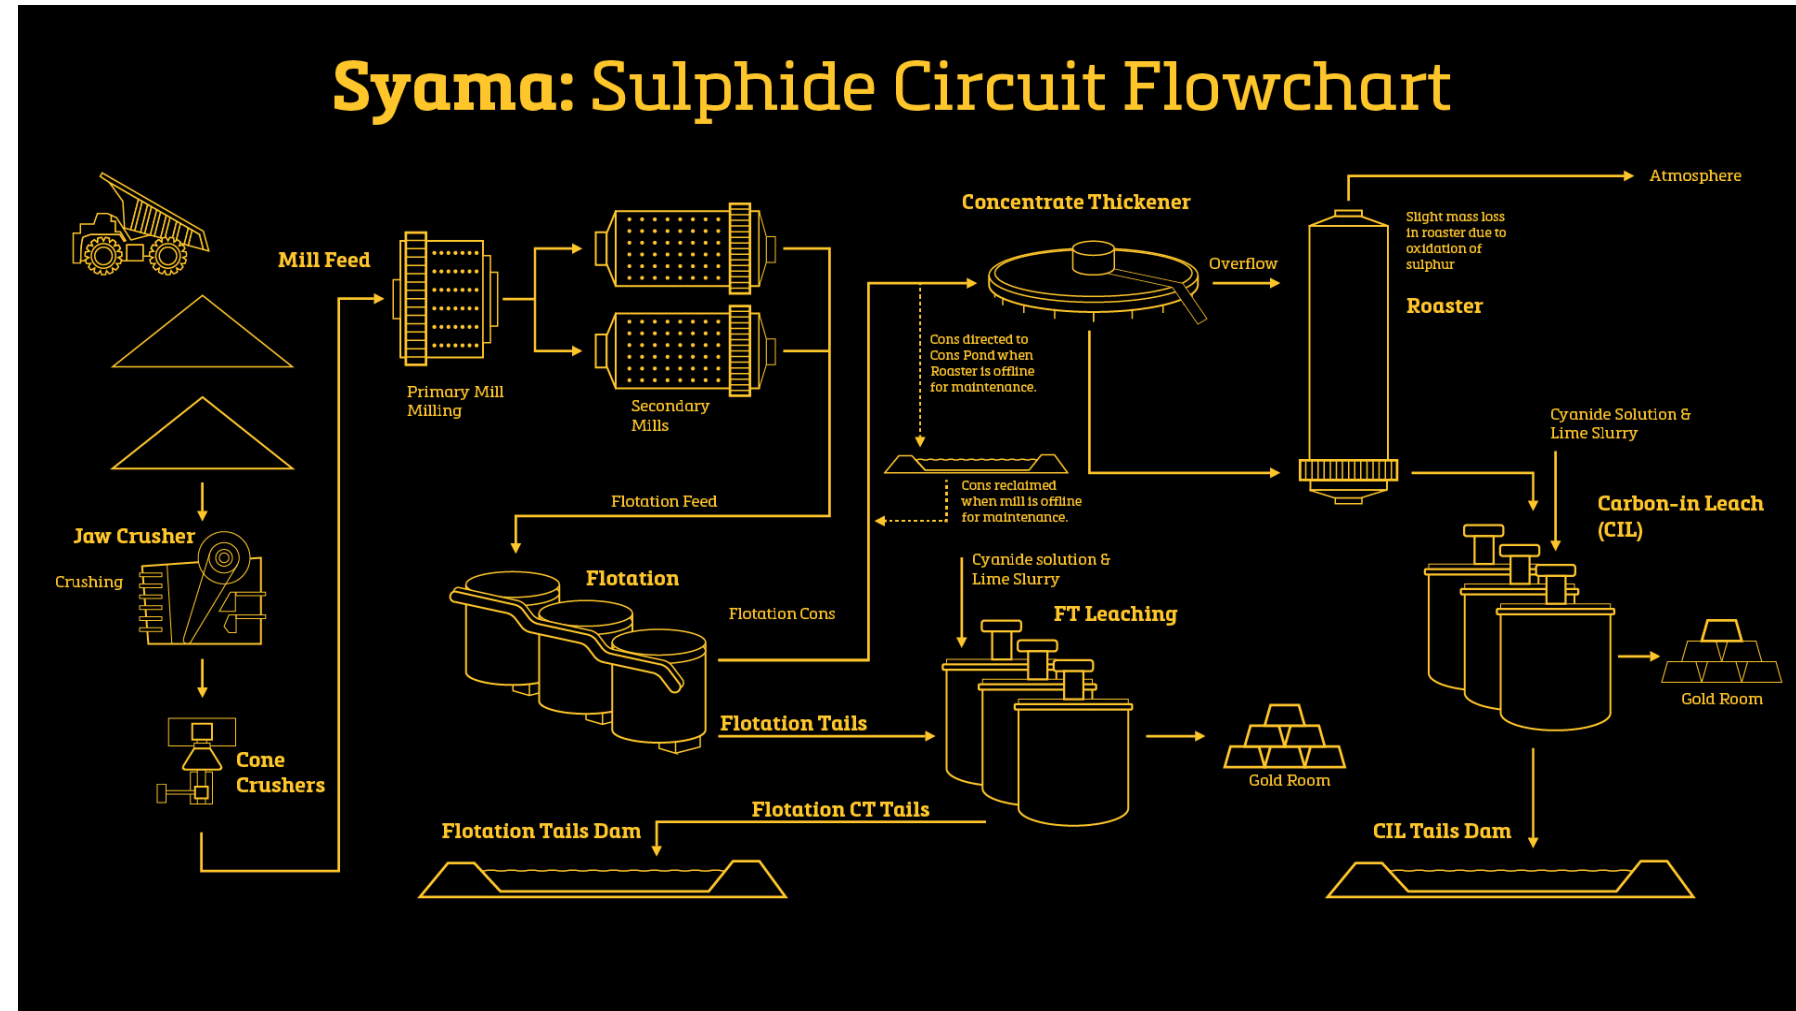 Syama: Sulphide Circuit Flowchart
Mill Feed
Primary Mill
Milling
Secondary
Mills
Jaw Crusher
Crushing
Cone
Crushers
Flotation Feed
Flotation
Flotation Cons
Flotation Tails
Flotation CT Tails
Flotation Tails Dam
Concentrate Thickener
Overflow
Cons directed to
Cons Pond when
Roaster is offline
for maintenance.
Cons reclaimed
when mill is offline
for maintenance.
Cyanide solution &
Lime Slurry
FT Leaching
Gold Room
Atmosphere
Slight mass loss
in roaster due to
oxidation of
sulphur
Roaster
Cyanide Solution &
Lime Slurry
Carbon-in Leach
(CIL)
Gold Room
CIL Tails Dam